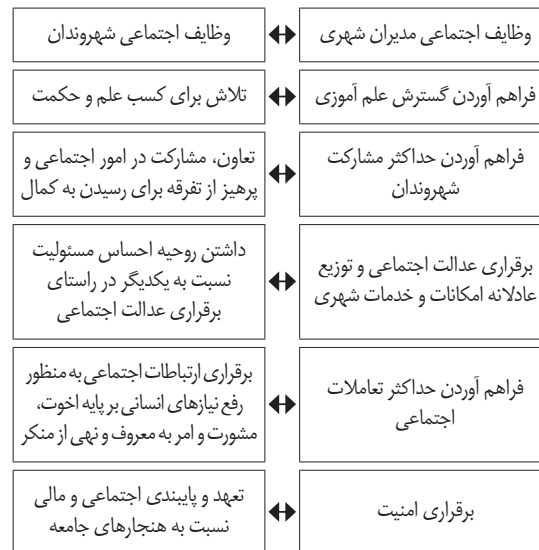 وظایف اجتماعی مدیران شهری
وظایف اجتماعی شهروندان
فراهم آوردن گسترش علم آموزی
تلاش برای کسب علم و حکمت
فراهم آوردن حداکثر مشارکت
شهروندان
تعاون، مشارکت در امور اجتماعی و
پرهیز از تفرقه برای رسیدن به کمال
برقراری عدالت اجتماعی و توزیع
عادلانه امکانات و خدمات شهری
داشتن روحیه احساس مسئولیت
نسبت به یکدیگر در راستای
برقراری عدالت اجتماعی
فراهم آوردن حداکثر تعاملات
اجتماعی
برقراری ارتباطات اجتماعی به منظور
رفع نیازهای انسانی بر پایه اخوت،
مشورت و امر به معروف و نهی از منکر
برقراری امنیت
تعهد و پایبندی اجتماعی و مالی
نسبت به هنجارهای جامعه